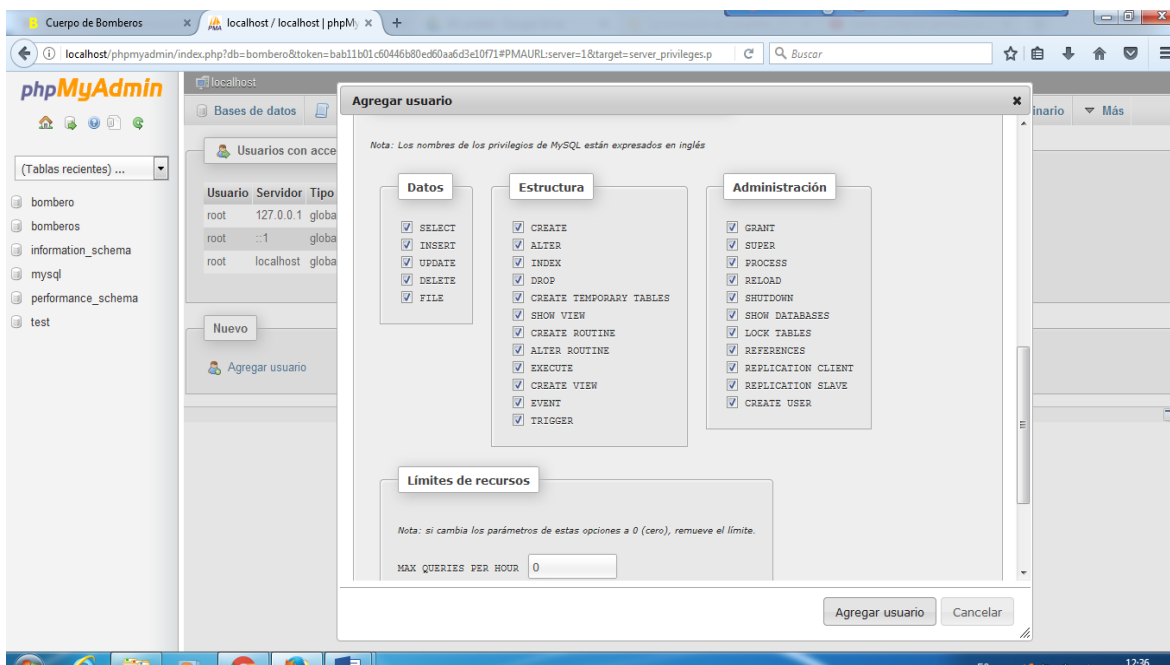 Cuerpo de Bomberos
localhost / localhost | phpMy
localhost/phpmyadmin/index.php?db=bombero&token=bab11b01c60446b80ed60aa6d3e10f71#PMAURL:server=1&target=server_privileges.p
Buscar
phpMyAdmin
(Tablas recientes) ...
bombero
bomberos
information_schema
mysql
performance_schema
test
localhost
Bases de datos
inario
Más
Usuarios con acce
Usuario Servidor Tipo
root 127.0.0.1 globa
root ::1 globa
root localhost globa
Nuevo
Agregar usuario
Agregar usuario
Nota: Los nombres de los privilegios de MySQL están expresados en inglés
Datos
SELECT
INSERT
UPDATE
DELETE
FILE
Estructura
CREATE
ALTER
INDEX
DROP
CREATE TEMPORARY TABLES
SHOW VIEW
CREATE ROUTINE
ALTER ROUTINE
EXECUTE
CREATE VIEW
EVENT
TRIGGER
Administración
GRANT
SUPER
PROCESS
RELOAD
SHUTDOWN
SHOW DATABASES
LOCK TABLES
REFERENCES
REPLICATION CLIENT
REPLICATION SLAVE
CREATE USER
Límites de recursos
Nota: si cambia los parámetros de estas opciones a 0 (cero), remueve el límite.
MAX QUERIES PER HOUR 0
Agregar usuario
Cancelar
12:36